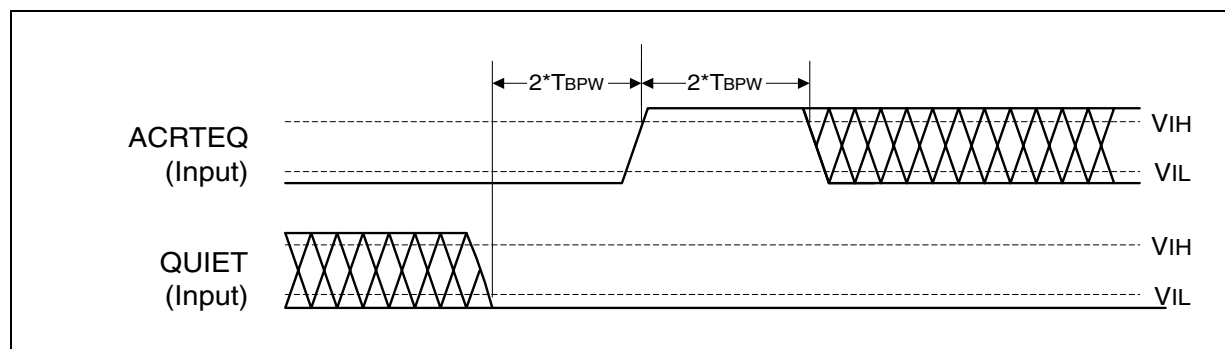 2*TBPW
2*TBPW
ACRTEQ
(Input)
VIH
VIL
QUIET
(Input)
VIH
VIL